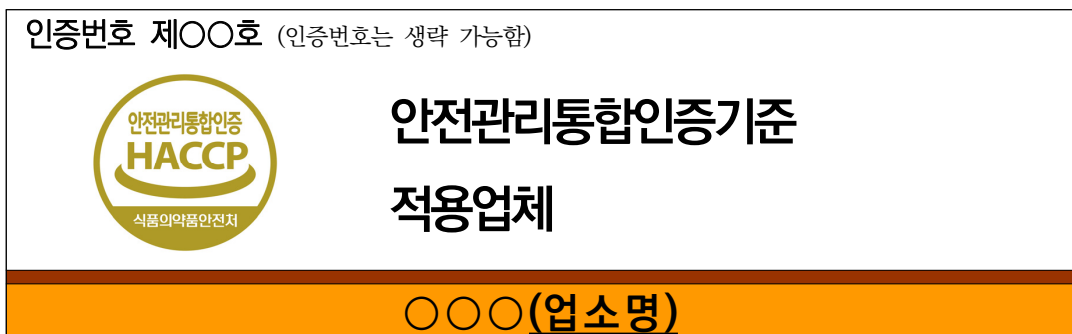 인증번호 제○○호 (인증번호는 생략 가능함)
안전관리통합인증
HACCP
식품의약품안전처
안전관리통합인증기준
적용업체
○○○(업소명)